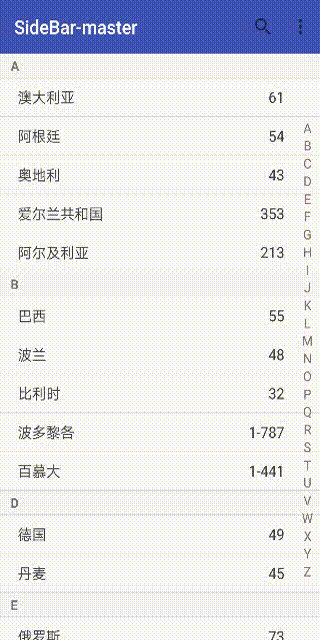 SideBar-master
A
澳大利亚 61
阿根廷 54
奥地利 43
爱尔兰共和国 353
阿尔及利亚 213
B
巴西 55
波兰 48
比利时 32
波多黎各 1-787
百慕大 1-441
D
德国 49
丹麦 45
E
俄罗斯 73
A
B
C
D
E
F
G
H
I
J
K
L
M
N
O
P
Q
R
S
T
U
V
W
X
Y
Z